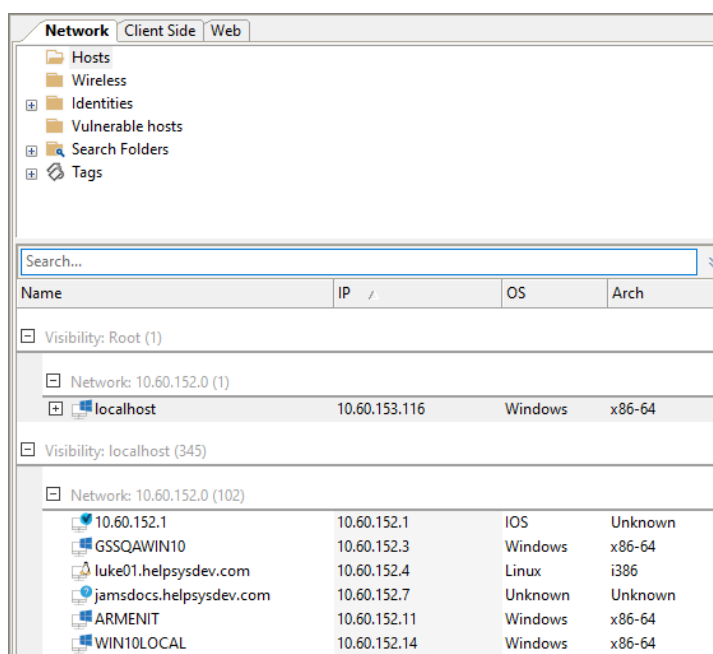 Network Client Side Web
Hosts
Wireless
Identities
Vulnerable hosts
Search Folders
Tags
Search...
Name IP OS Arch
Visibility: Root (1)
Network: 10.60.152.0 (1)
localhost 10.60.153.116 Windows x86-64
Visibility: localhost (345)
Network: 10.60.152.0 (102)
10.60.152.1 10.60.152.1 IOS Unknown
GSSQAWIN10 10.60.152.3 Windows x86-64
luke01.helpsysdev.com 10.60.152.4 Linux i386
jamsdocs.helpsysdev.com 10.60.152.7 Unknown Unknown
ARMENIT 10.60.152.11 Windows x86-64
WIN10LOCAL 10.60.152.14 Windows x86-64